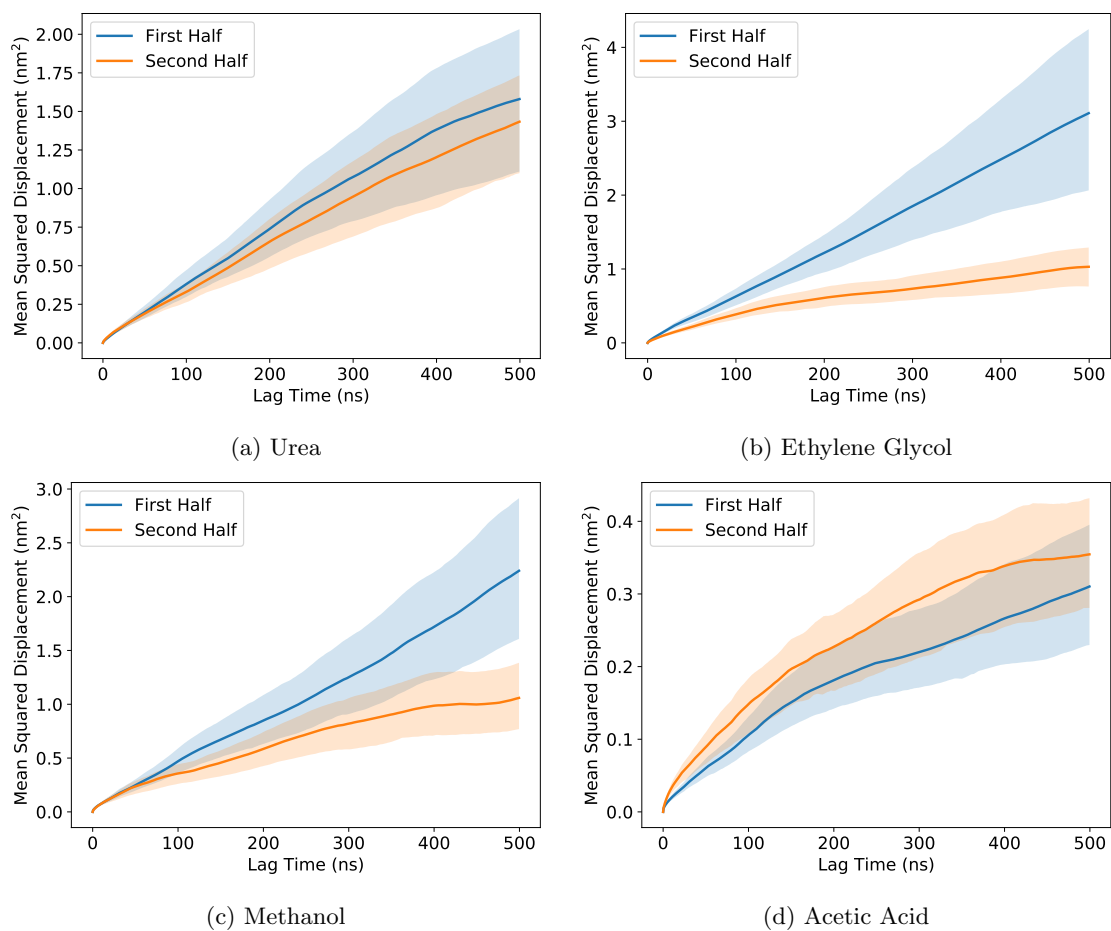 First Half
Second Half
2.00
1.75
1.50
1.25
1.00
0.75
0.50
0.25
0.00
Mean Squared Displacement (nm²)
0 100 200 300 400 500
Lag Time (ns)
(a) Urea
First Half
Second Half
4
3
2
1
0
Mean Squared Displacement (nm²)
0 100 200 300 400 500
Lag Time (ns)
(b) Ethylene Glycol
First Half
Second Half
3.0
2.5
2.0
1.5
1.0
0.5
0.0
Mean Squared Displacement (nm²)
0 100 200 300 400 500
Lag Time (ns)
(c) Methanol
First Half
Second Half
0.4
0.3
0.2
0.1
0.0
Mean Squared Displacement (nm²)
0 100 200 300 400 500
Lag Time (ns)
(d) Acetic Acid